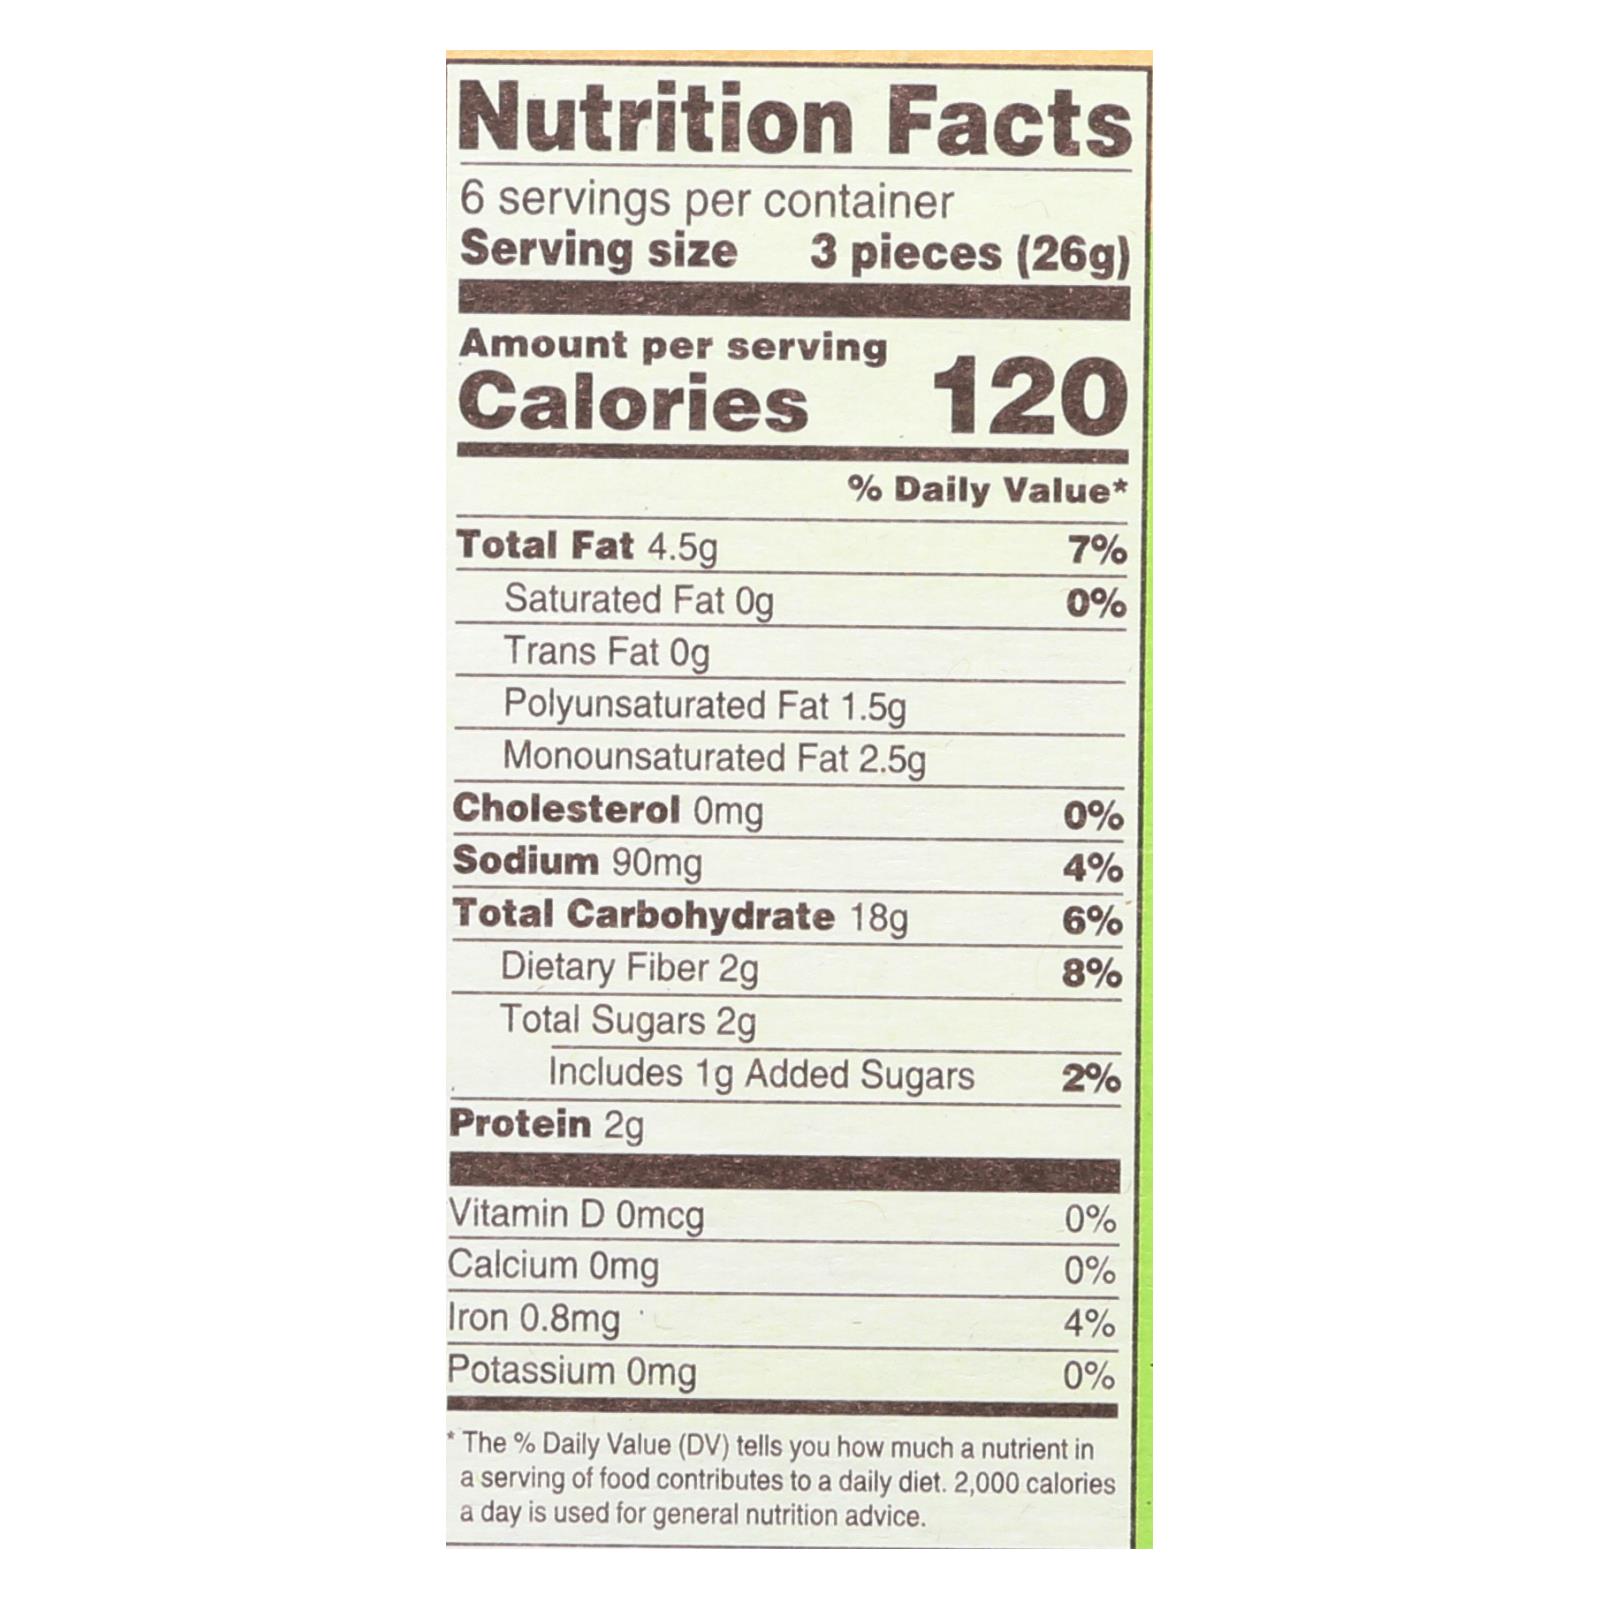 Nutrition Facts
6 servings per container
Serving size 3 pieces (26g)
Amount per serving
Calories 120
% Daily Value*
Total Fat 4.5g 7%
Saturated Fat 0g 0%
Trans Fat 0g
Polyunsaturated Fat 1.5g
Monounsaturated Fat 2.5g
Cholesterol 0mg 0%
Sodium 90mg 4%
Total Carbohydrate 18g 6%
Dietary Fiber 2g 8%
Total Sugars 2g
Includes 1g Added Sugars 2%
Protein 2g
Vitamin D 0mcg 0%
Calcium 0mg 0%
Iron 0.8mg 4%
Potassium 0mg 0%
* The % Daily Value (DV) tells you how much a nutrient in
a serving of food contributes to a daily diet. 2,000 calories
a day is used for general nutrition advice.